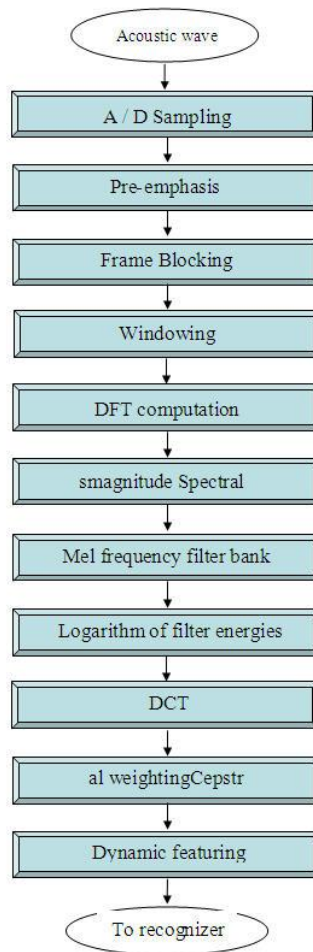 Acoustic wave
A / D Sampling
Pre-emphasis
Frame Blocking
Windowing
DFT computation
smagnitude Spectral
Mel frequency filter bank
Logarithm of filter energies
DCT
al weightingCepstr
Dynamic featuring
To recognizer